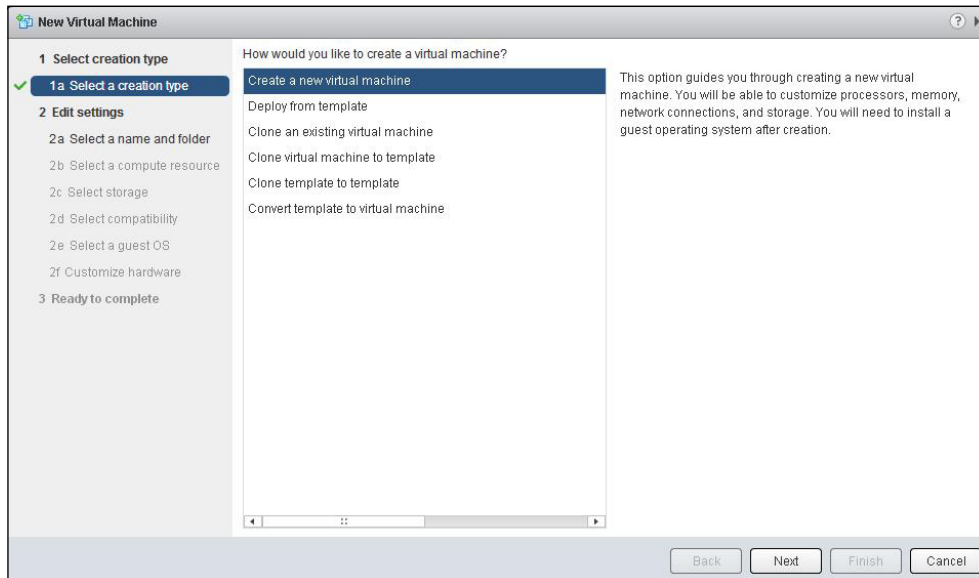 New Virtual Machine
?
1 Select creation type
1a Select a creation type
2 Edit settings
2a Select a name and folder
2b Select a compute resource
2c Select storage
2d Select compatibility
2e Select a guest OS
2f Customize hardware
3 Ready to complete
How would you like to create a virtual machine?
Create a new virtual machine
Deploy from template
Clone an existing virtual machine
Clone virtual machine to template
Clone template to template
Convert template to virtual machine
This option guides you through creating a new virtual
machine. You will be able to customize processors, memory,
network connections, and storage. You will need to install a
guest operating system after creation.
Back
Next
Finish
Cancel